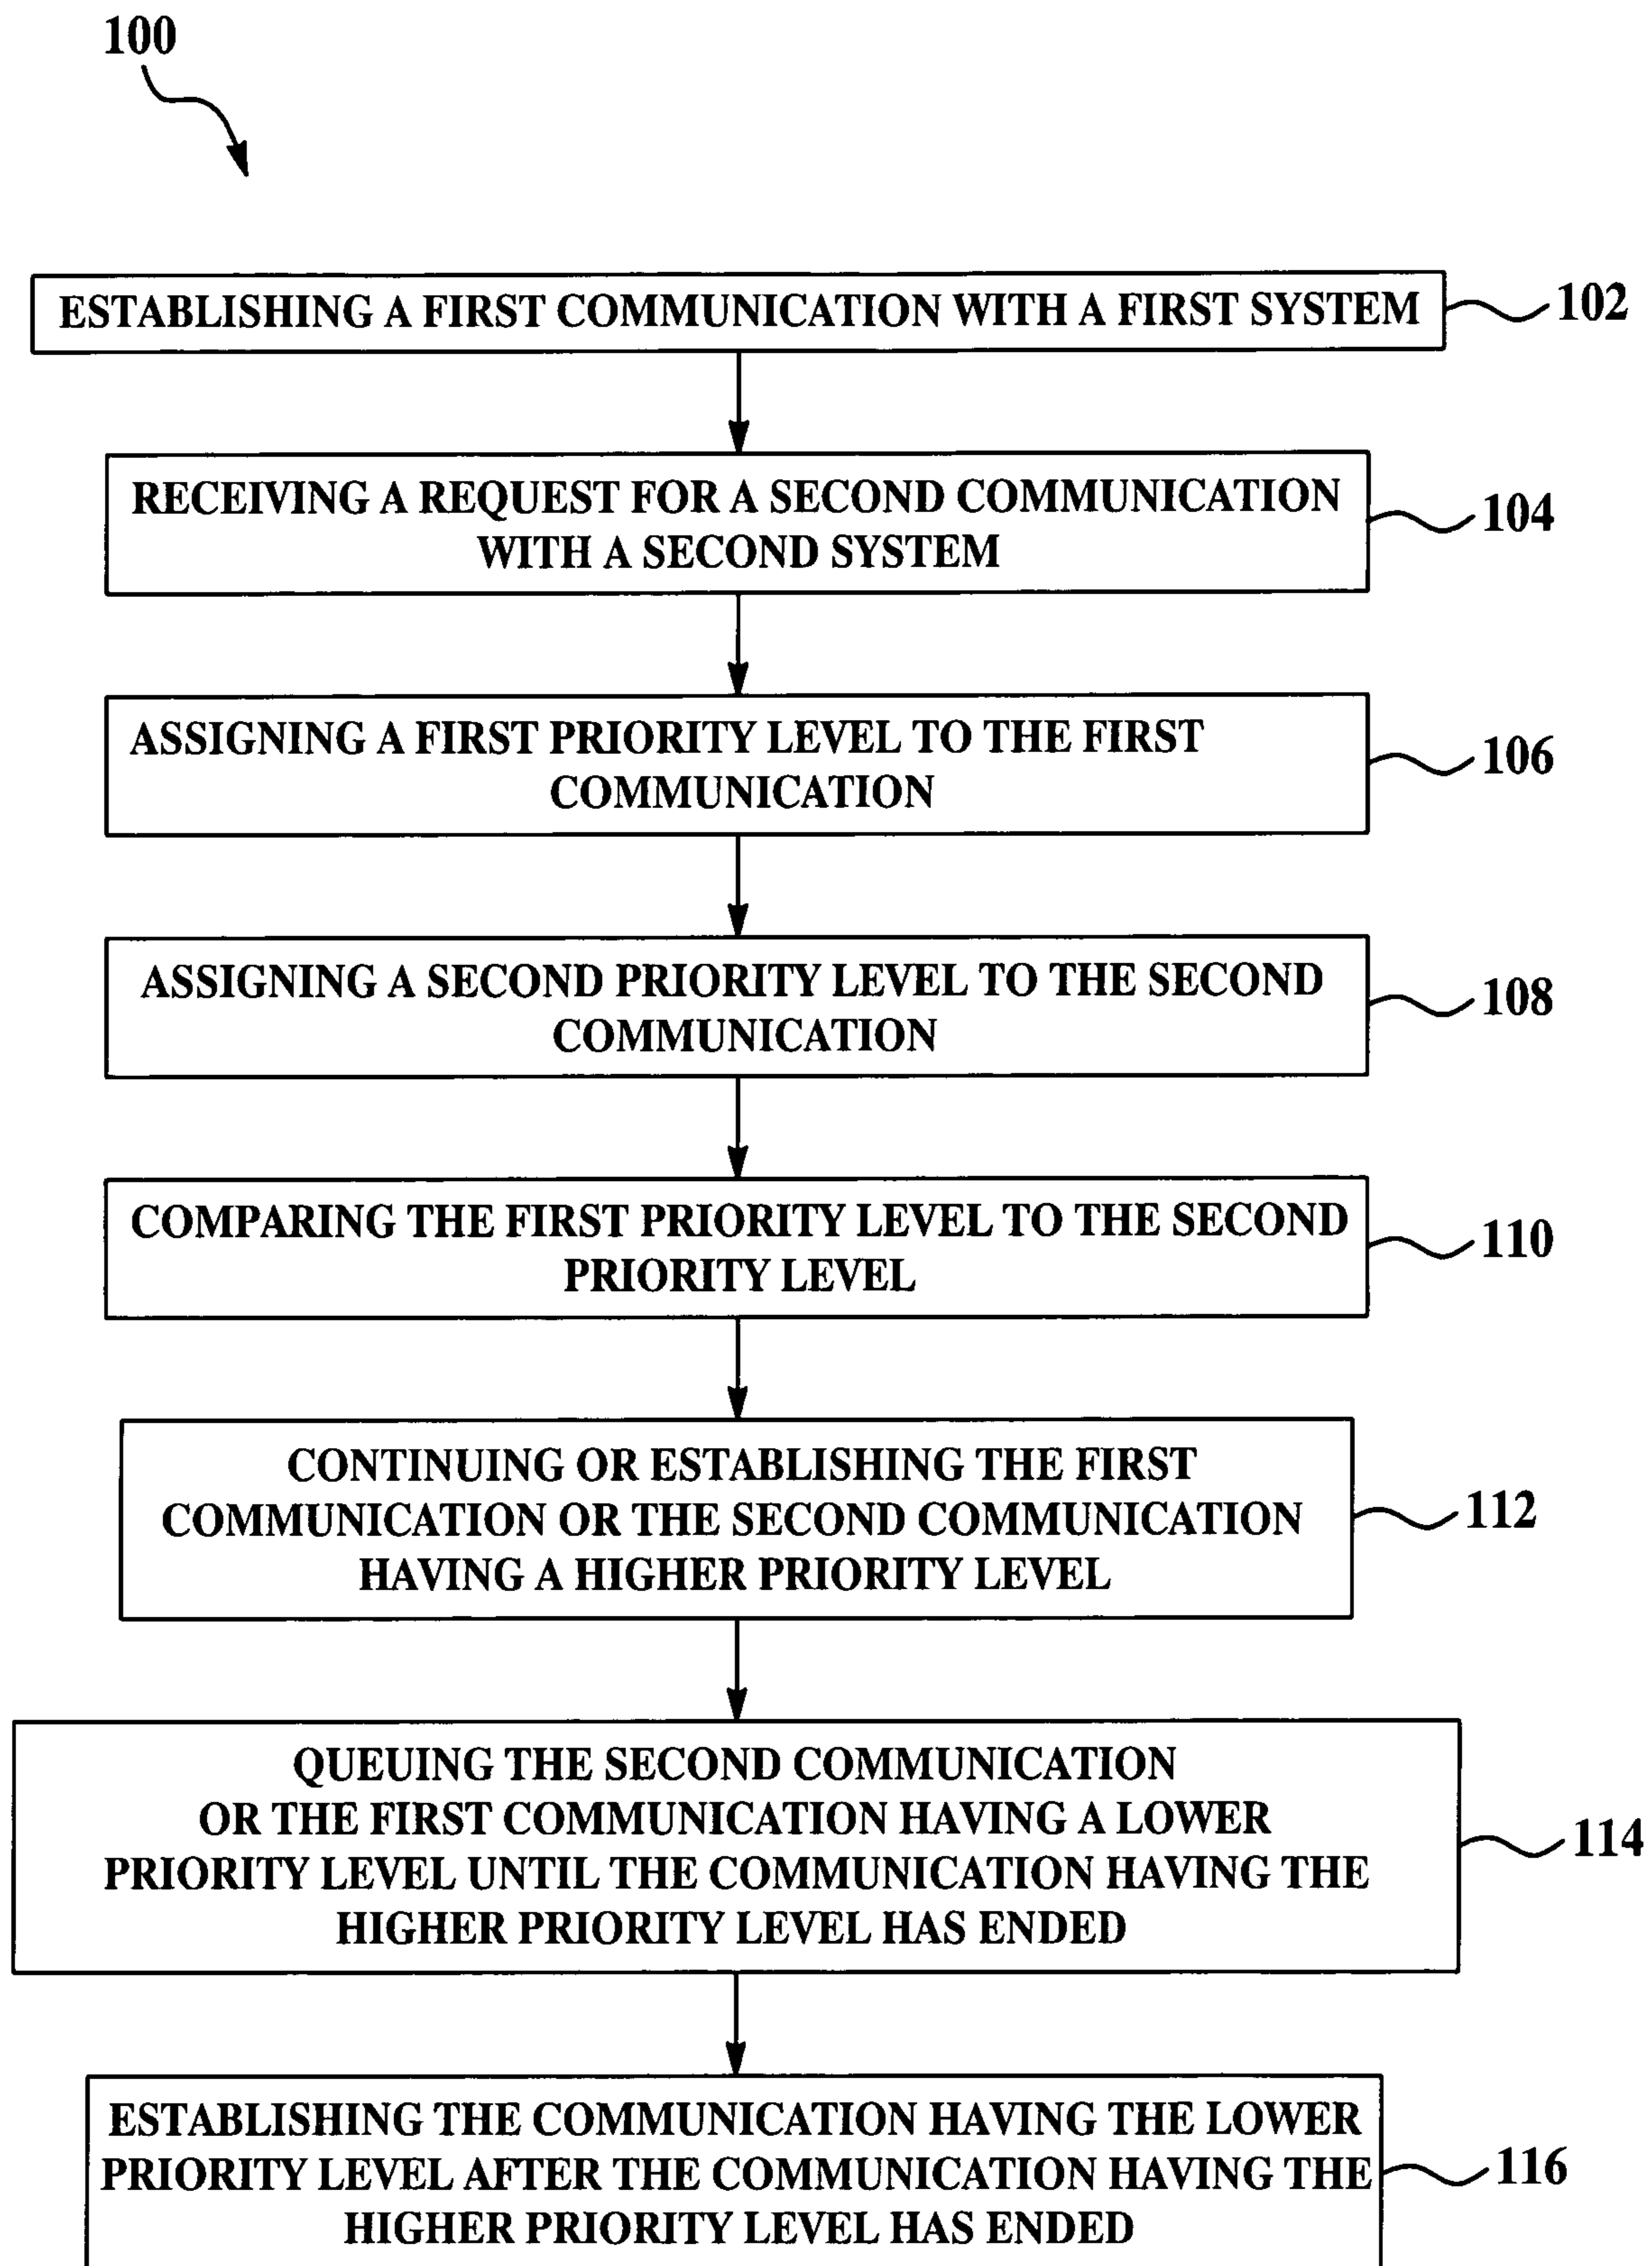 100
ESTABLISHING A FIRST COMMUNICATION WITH A FIRST SYSTEM
102
RECEIVING A REQUEST FOR A SECOND COMMUNICATION
WITH A SECOND SYSTEM
104
ASSIGNING A FIRST PRIORITY LEVEL TO THE FIRST
COMMUNICATION
106
ASSIGNING A SECOND PRIORITY LEVEL TO THE SECOND
COMMUNICATION
108
COMPARING THE FIRST PRIORITY LEVEL TO THE SECOND
PRIORITY LEVEL
110
CONTINUING OR ESTABLISHING THE FIRST
COMMUNICATION OR THE SECOND COMMUNICATION
HAVING A HIGHER PRIORITY LEVEL
112
QUEUING THE SECOND COMMUNICATION
OR THE FIRST COMMUNICATION HAVING A LOWER
PRIORITY LEVEL UNTIL THE COMMUNICATION HAVING THE
HIGHER PRIORITY LEVEL HAS ENDED
114
ESTABLISHING THE COMMUNICATION HAVING THE LOWER
PRIORITY LEVEL AFTER THE COMMUNICATION HAVING THE
HIGHER PRIORITY LEVEL HAS ENDED
116